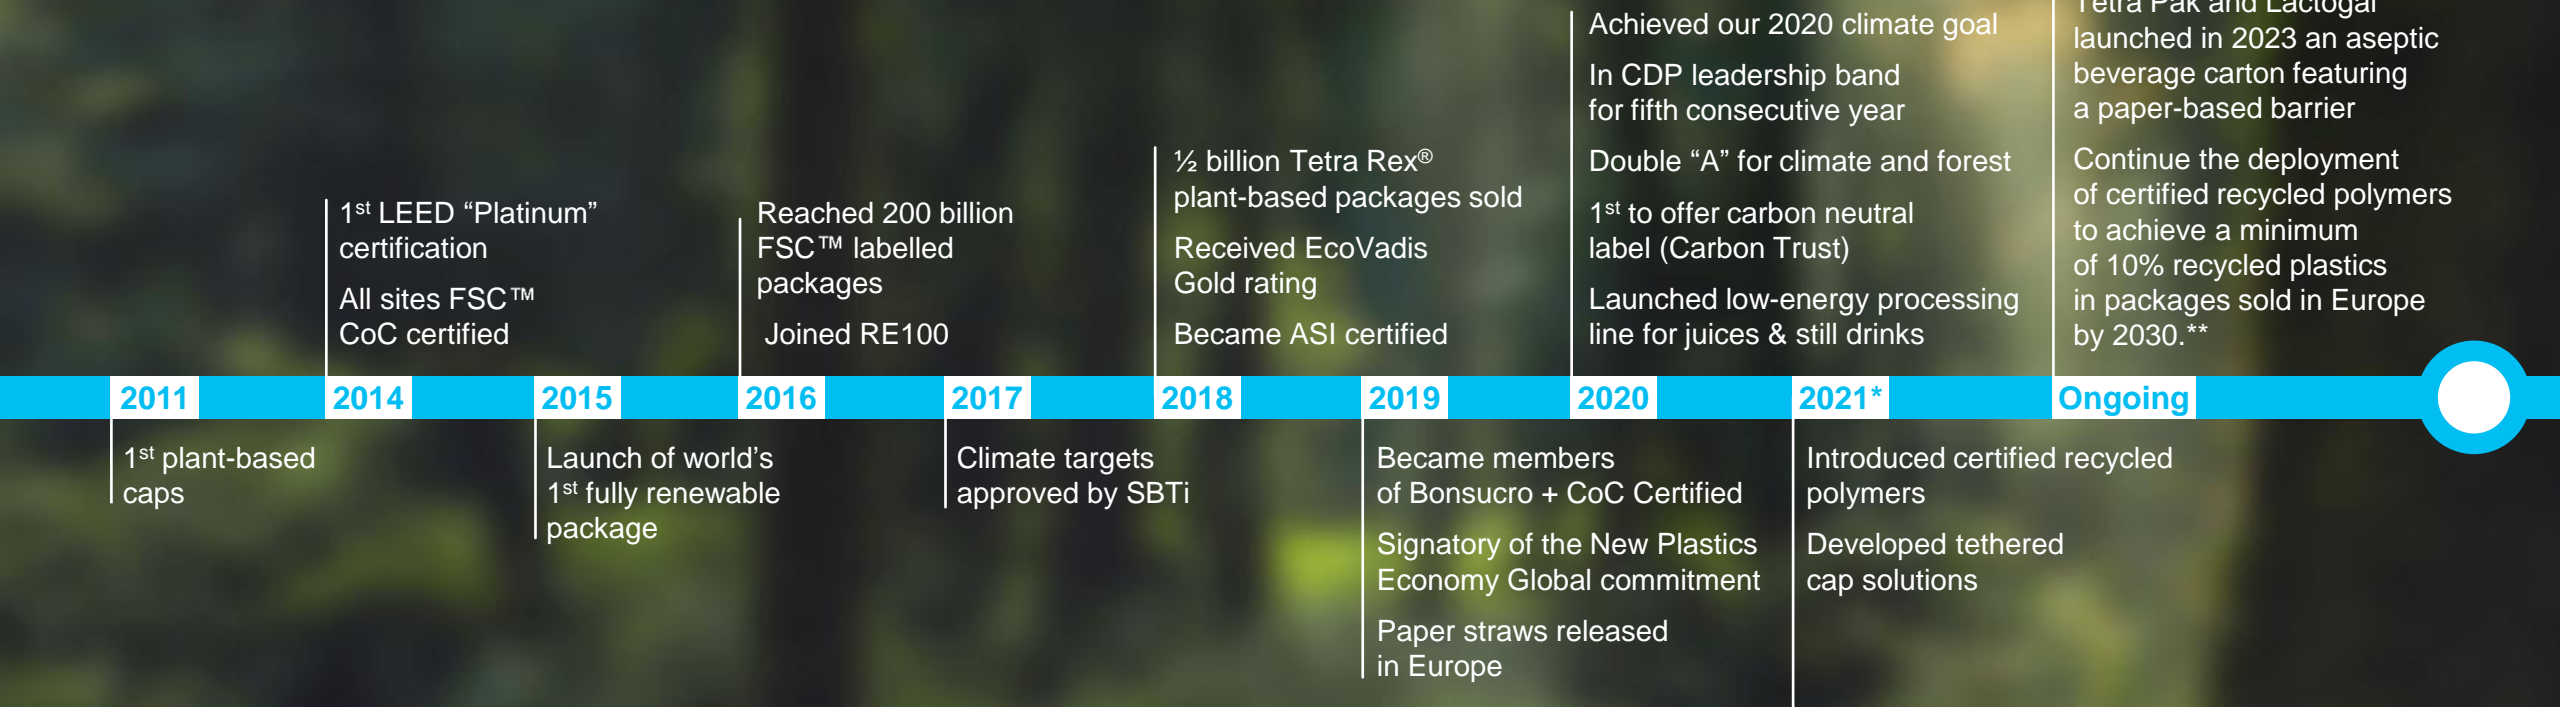 1st plant-based
caps
2011
1st LEED “Platinum”
certification
All sites FSC™
CoC certified
2014
2015
Launch of world’s
1st fully renewable
package
Reached 200 billion
FSC™ labelled
packages
Joined RE100
2016
2017
Climate targets
approved by SBTi
½ billion Tetra Rex®
plant-based packages sold
Received EcoVadis
Gold rating
Became ASI certified
2018
2019
Became members
of Bonsucro + CoC Certified
Signatory of the New Plastics
Economy Global commitment
Paper straws released
in Europe
Achieved our 2020 climate goal
In CDP leadership band
for fifth consecutive year
Double “A” for climate and forest
1st to offer carbon neutral
label (Carbon Trust)
Launched low-energy processing
line for juices & still drinks
2020
2021*
Introduced certified recycled
polymers
Developed tethered
cap solutions
Tetra Pak and Lactogal
launched in 2023 an aseptic
beverage carton featuring
a paper-based barrier
Continue the deployment
of certified recycled polymers
to achieve a minimum
of 10% recycled plastics
in packages sold in Europe
by 2030.**
Ongoing